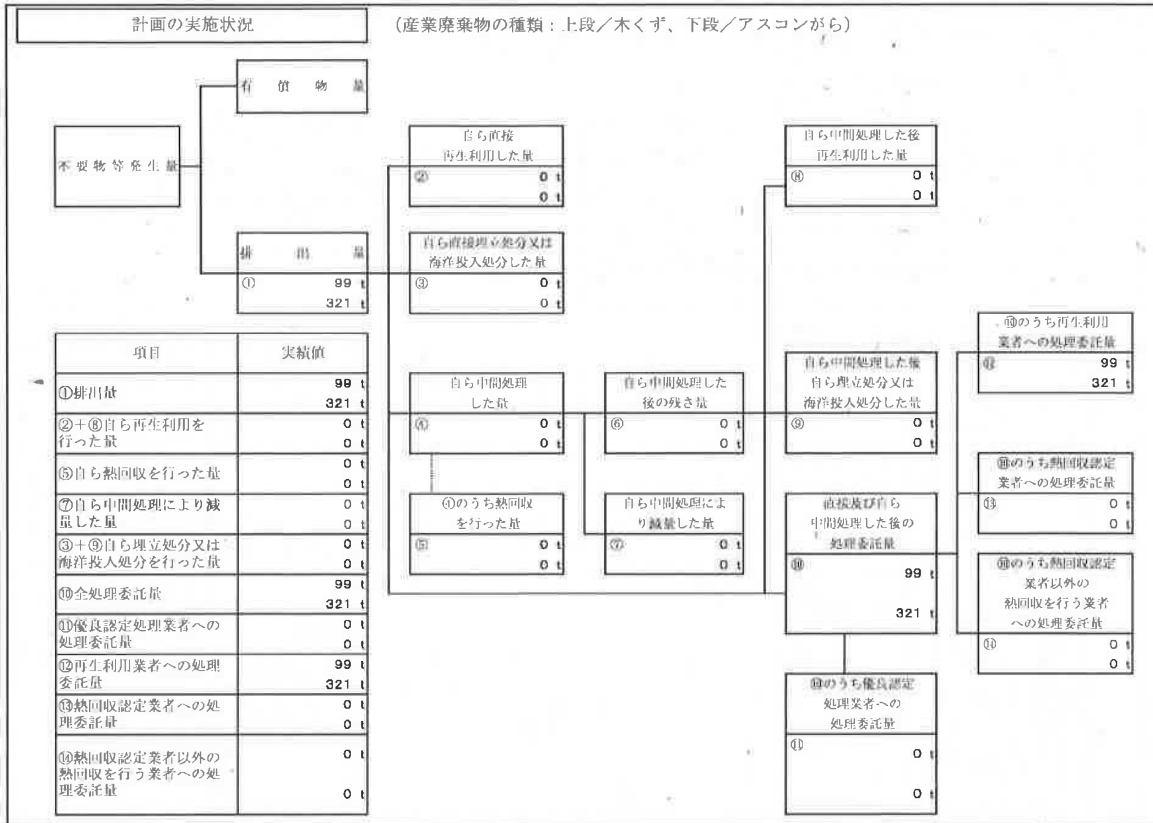 計画の実施状況
(産業廃棄物の種類：上段／木くず、下段／アスコンがら)
有償物量
不要物等発生量
自ら直接
再生利用した量
② 0 t
0 t
自ら中間処理した後
再生利用した量
⑧ 0 t
0 t
排出量
① 99 t
321 t
自ら直接埋立処分又は
海洋投入処分した量
③ 0 t
0 t
⑩のうち再生利用
業者への処理委託量
⑫ 99 t
321 t
自ら中間処理
した量
④ 0 t
0 t
自ら中間処理した
後の残さ量
⑥ 0 t
0 t
自ら中間処理した後
自ら埋立処分又は
海洋投入処分した量
⑨ 0 t
0 t
⑩のうち熱回収認定
業者への処理委託量
⑬ 0 t
0 t
④のうち熱回収
を行った量
⑤ 0 t
0 t
自ら中間処理によ
り減量した量
⑦ 0 t
0 t
直接及び自ら
中間処理した後の
処理委託量
⑩ 99 t
321 t
⑩のうち熱回収認定
業者以外の
熱回収を行う業者
への処理委託量
⑭ 0 t
0 t
⑩のうち優良認定
処理業者への
処理委託量
⑪ 0 t
0 t
項目 実績値
①排出量 99 t
321 t
②＋⑧自ら再生利用を 0 t
行った量 0 t
⑤自ら熱回収を行った量 0 t
0 t
⑦自ら中間処理により減 0 t
量した量 0 t
③＋⑨自ら埋立処分又は 0 t
海洋投入処分を行った量 0 t
⑩全処理委託量 99 t
321 t
⑪優良認定処理業者への 0 t
処理委託量 0 t
⑫再生利用業者への処理 99 t
委託量 321 t
⑬熱回収認定業者への処 0 t
理委託量 0 t
⑭熱回収認定業者以外の 0 t
熱回収を行う業者への処
理委託量 0 t